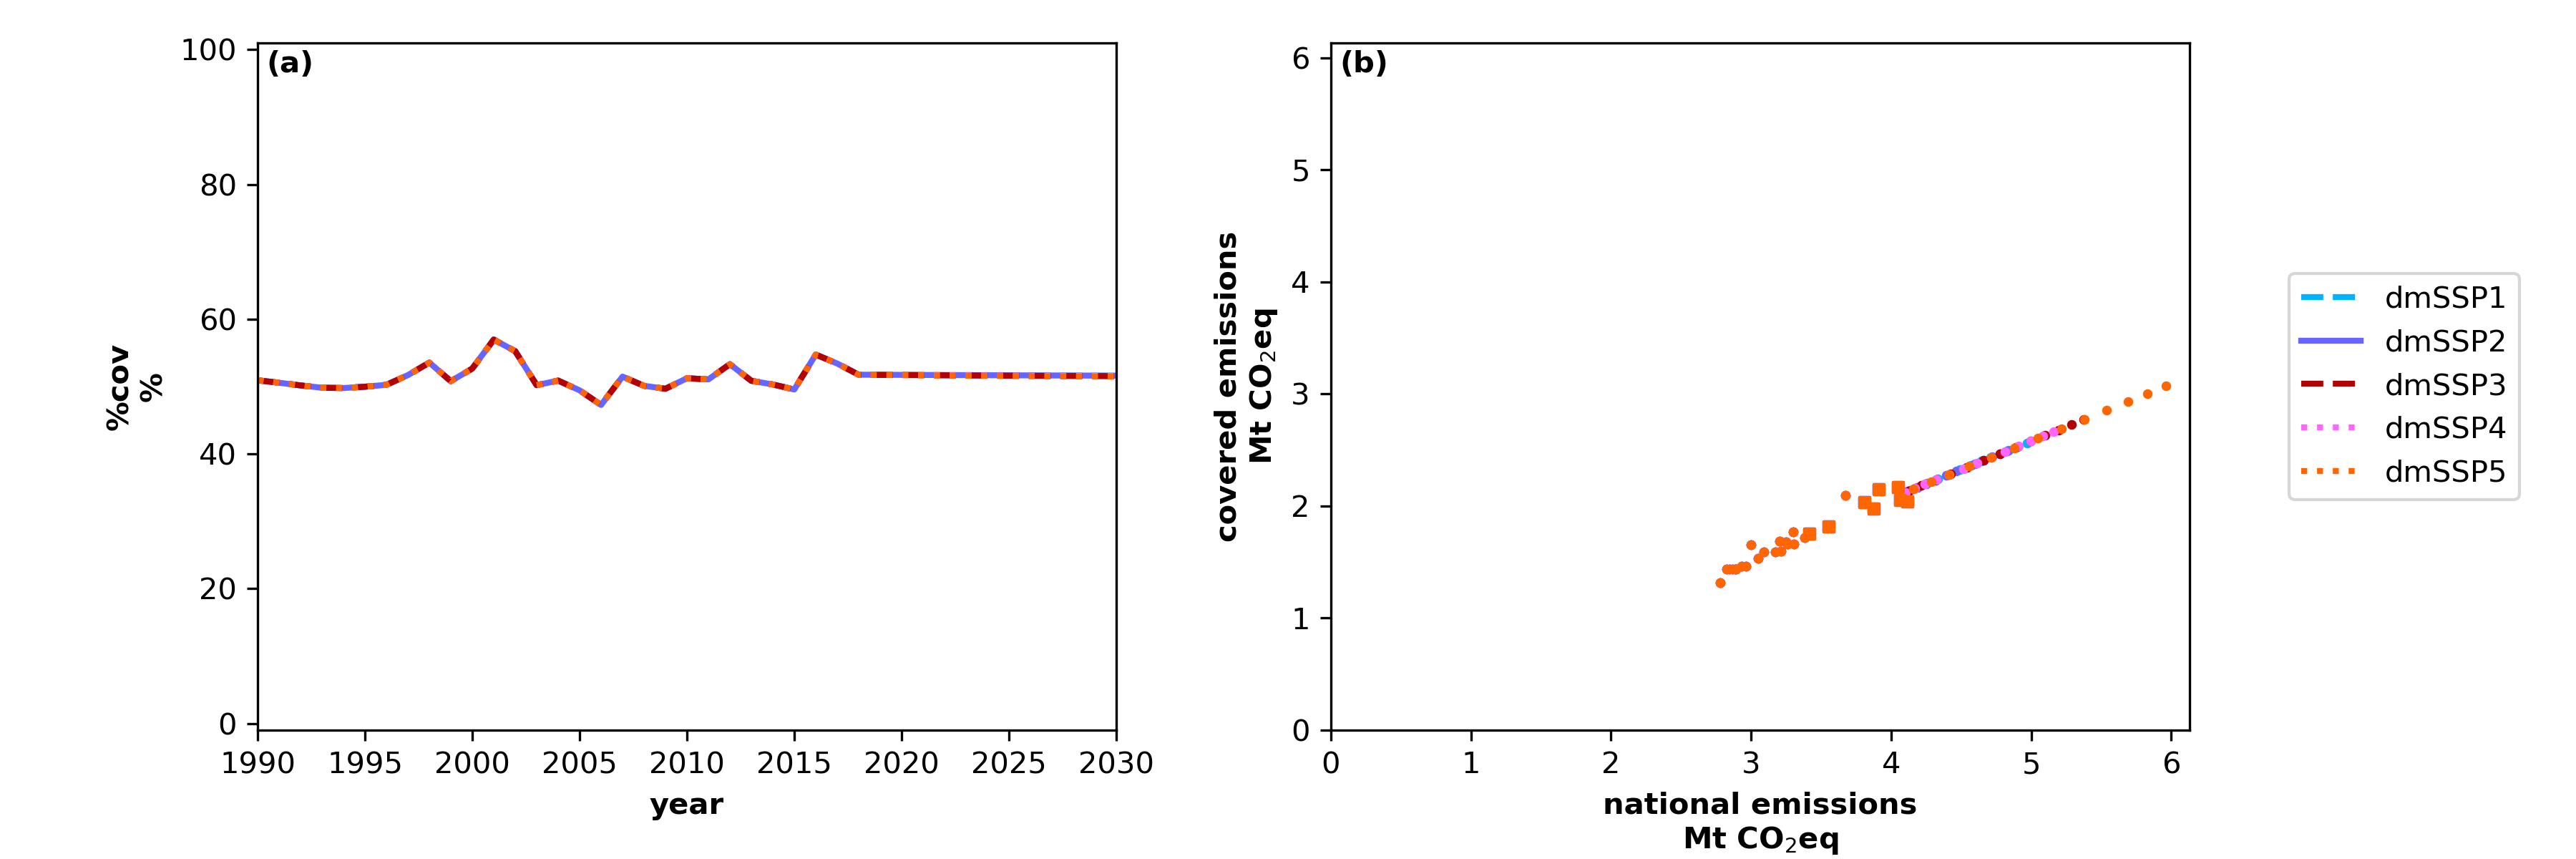 (a)
100
80
60
40
20
0
%cov
%
1990 1995 2000 2005 2010 2015 2020 2025 2030
year
(b)
6
5
4
3
2
1
0
covered emissions
Mt CO₂eq
0 1 2 3 4 5 6
national emissions
Mt CO₂eq
dmSSP1
dmSSP2
dmSSP3
dmSSP4
dmSSP5